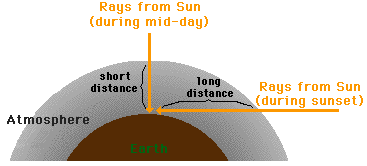 Rays from Sun
(during mid-day)
short
distance
long
distance
Rays from Sun
(during sunset)
Atmosphere
Earth